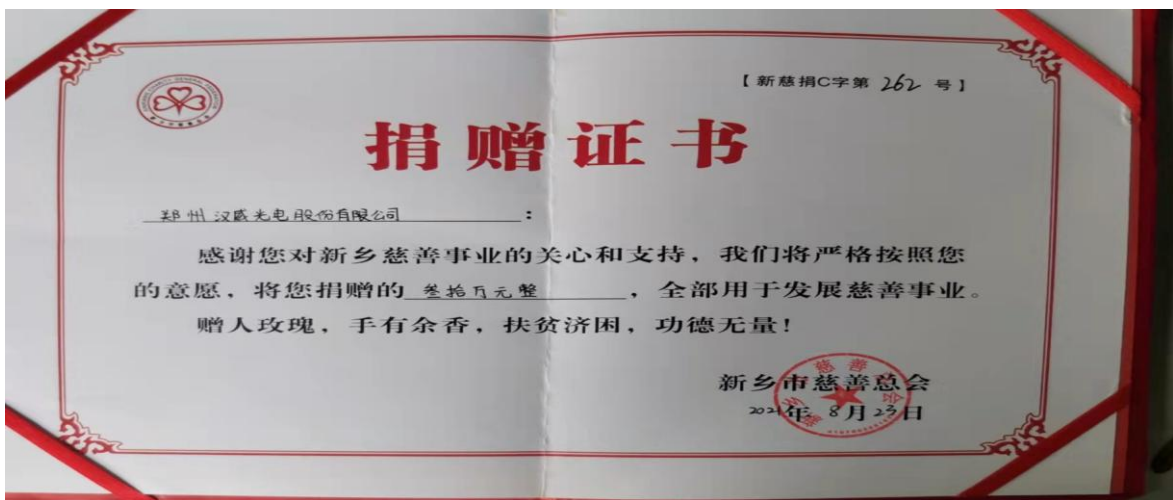 【新慈捐C字第 262 号】
捐赠证书
郑州汉威光电股份有限公司：
感谢您对新乡慈善事业的关心和支持，我们将严格按照您
的意愿，将您捐赠的 叁拾万元整 ，全部用于发展慈善事业。
赠人玫瑰，手有余香，扶贫济困，功德无量！
新乡市慈善总会
2021年 8月23日